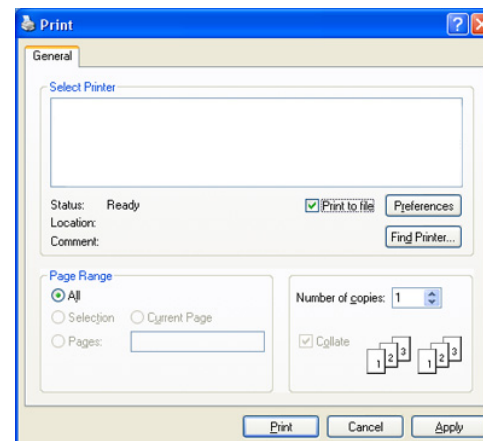 Print
General
Select Printer
Status: Ready
Print to file
Preferences
Location:
Comment:
Find Printer...
Page Range
All
Selection
Current Page
Pages:
Number of copies: 1
Collate
1 2 3 1 2 3
Print
Cancel
Apply